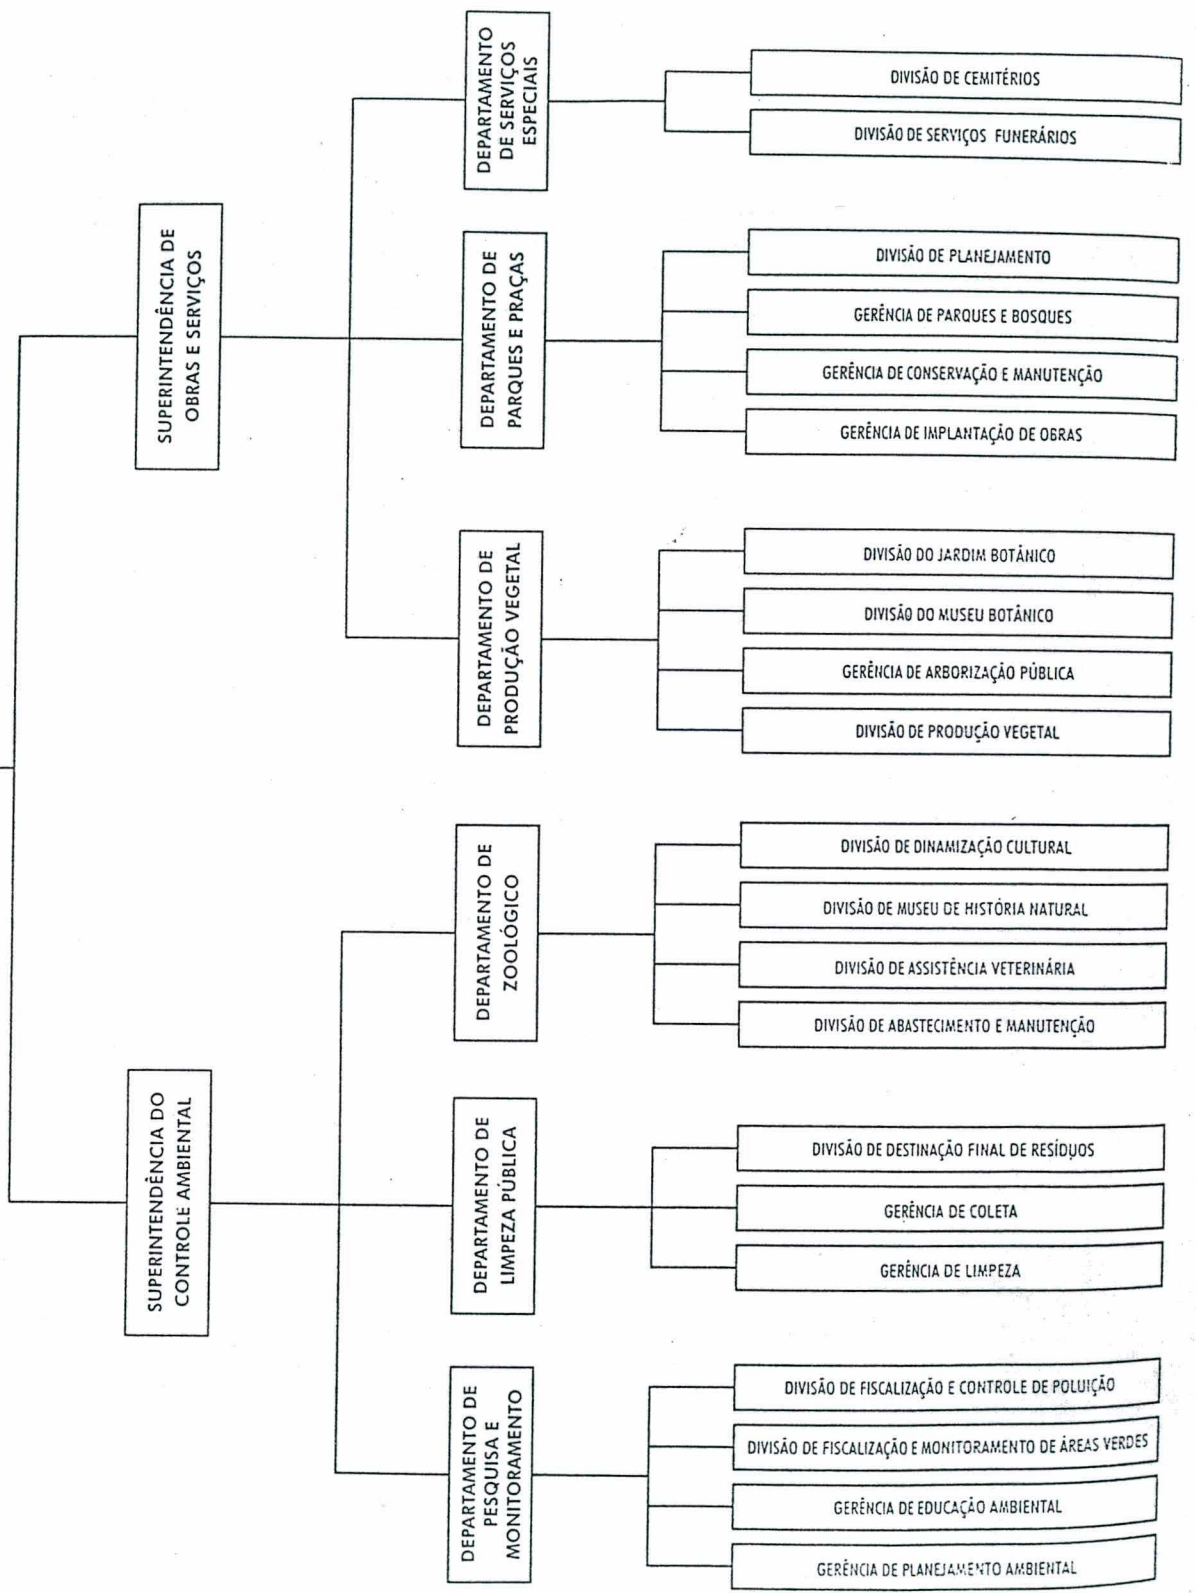 SUPERINTENDÊNCIA DE
OBRAS E SERVIÇOS
DEPARTAMENTO
DE SERVIÇOS
ESPECIAIS
DIVISÃO DE CEMITÉRIOS
DIVISÃO DE SERVIÇOS FUNERÁRIOS
DEPARTAMENTO DE
PARQUES E PRAÇAS
DIVISÃO DE PLANEJAMENTO
GERÊNCIA DE PARQUES E BOSQUES
GERÊNCIA DE CONSERVAÇÃO E MANUTENÇÃO
GERÊNCIA DE IMPLANTAÇÃO DE OBRAS
DEPARTAMENTO DE
PRODUÇÃO VEGETAL
DIVISÃO DO JARDIM BOTÂNICO
DIVISÃO DO MUSEU BOTÂNICO
GERÊNCIA DE ARBORIZAÇÃO PÚBLICA
DIVISÃO DE PRODUÇÃO VEGETAL
SUPERINTENDÊNCIA DO
CONTROLE AMBIENTAL
DEPARTAMENTO DE
ZOOLÓGICO
DIVISÃO DE DINAMIZAÇÃO CULTURAL
DIVISÃO DE MUSEU DE HISTÓRIA NATURAL
DIVISÃO DE ASSISTÊNCIA VETERINÁRIA
DIVISÃO DE ABASTECIMENTO E MANUTENÇÃO
DEPARTAMENTO DE
LIMPEZA PÚBLICA
DIVISÃO DE DESTINAÇÃO FINAL DE RESÍDUOS
GERÊNCIA DE COLETA
GERÊNCIA DE LIMPEZA
DEPARTAMENTO DE
PESQUISA E
MONITORAMENTO
DIVISÃO DE FISCALIZAÇÃO E CONTROLE DE POLUIÇÃO
DIVISÃO DE FISCALIZAÇÃO E MONITORAMENTO DE ÁREAS VERDES
GERÊNCIA DE EDUCAÇÃO AMBIENTAL
GERÊNCIA DE PLANEJAMENTO AMBIENTAL